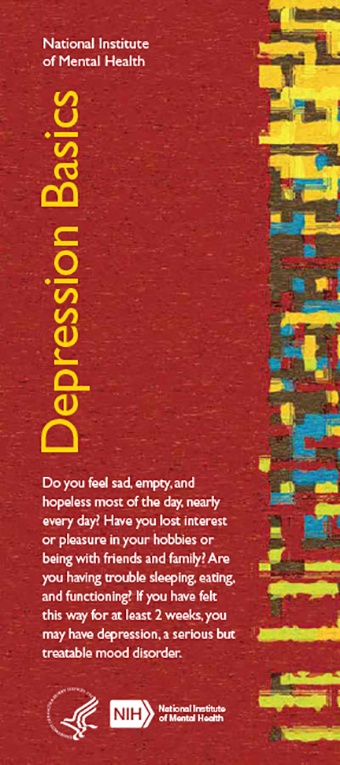 National Institute
of Mental Health
Depression Basics
Do you feel sad, empty, and
hopeless most of the day, nearly
every day? Have you lost interest
or pleasure in your hobbies or
being with friends and family? Are
you having trouble sleeping, eating,
and functioning? If you have felt
this way for at least 2 weeks, you
may have depression, a serious but
treatable mood disorder.
NIH
National Institute
of Mental Health